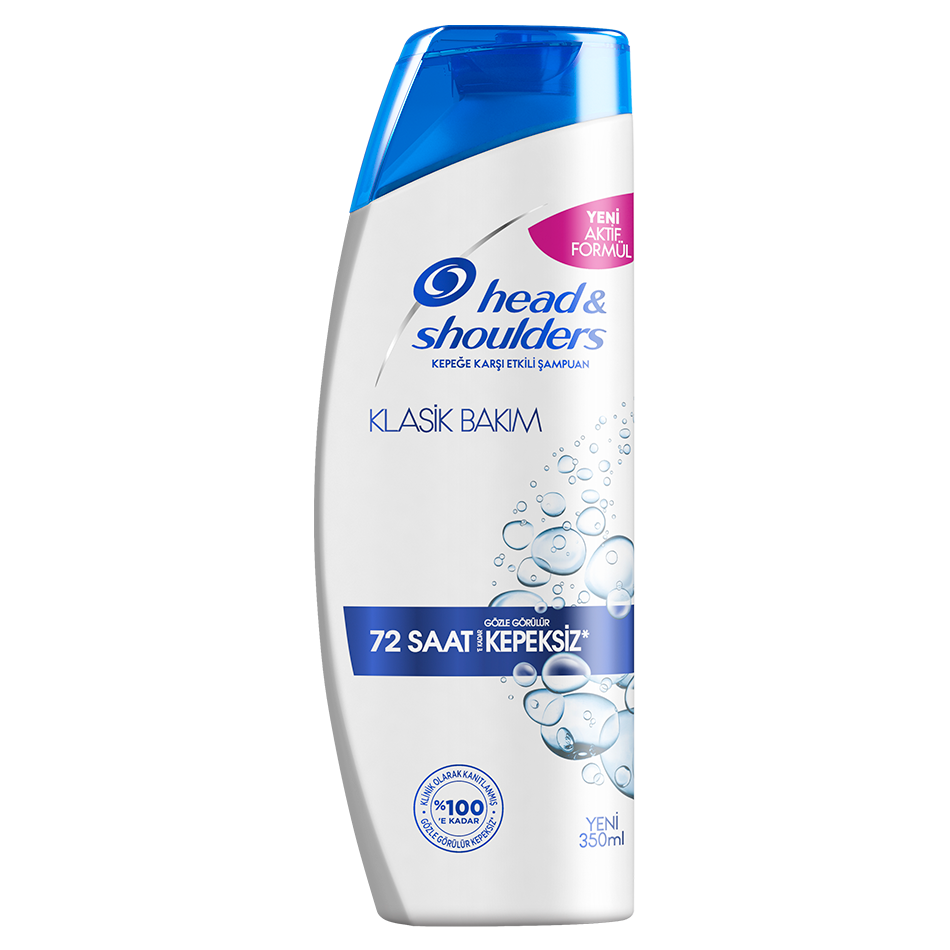 YENİ
AKTİF
FORMÜL
head &
shoulders
KEPEĞE KARŞI ETKİLİ ŞAMPUAN
KLASİK BAKIM
GÖZLE GÖRÜLÜR
72 SAAT 'E KADAR KEPEKSİZ*
KLİNİK OLARAK KANITLANMIŞ
%100
'E KADAR
GÖZLE GÖRÜLÜR KEPEKSİZ*
YENİ
350ml